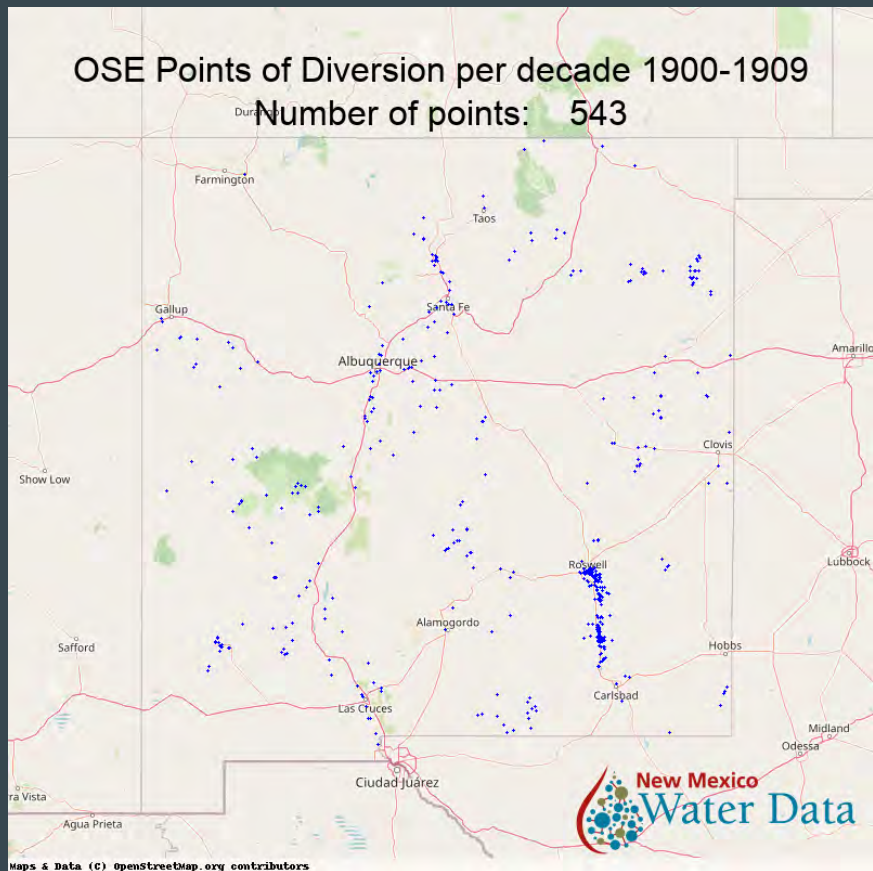 OSE Points of Diversion per decade 1900-1909
Number of points: 543
Farmington
Taos
Santa Fe
Gallup
Albuquerque
Amarillo
Clovis
Show Low
Lubbock
Roswell
Alamogordo
Safford
Hobbs
Carlsbad
Las Cruces
Midland
Odessa
Ciudad Juárez
ra Vista
Agua Prieta
New Mexico
Water Data
Maps & Data (C) OpenStreetMap.org contributors